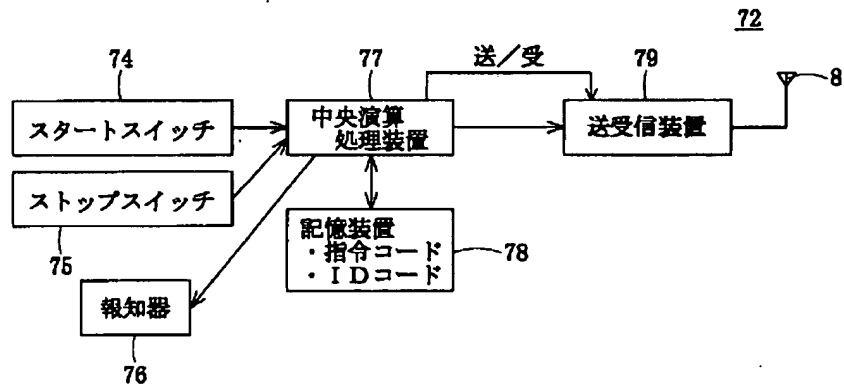 72
74
77
送／受
79
8
スタートスイッチ
中央演算
処理装置
送受信装置
ストップスイッチ
75
記憶装置
・指令コード
・ＩＤコード
78
報知器
76